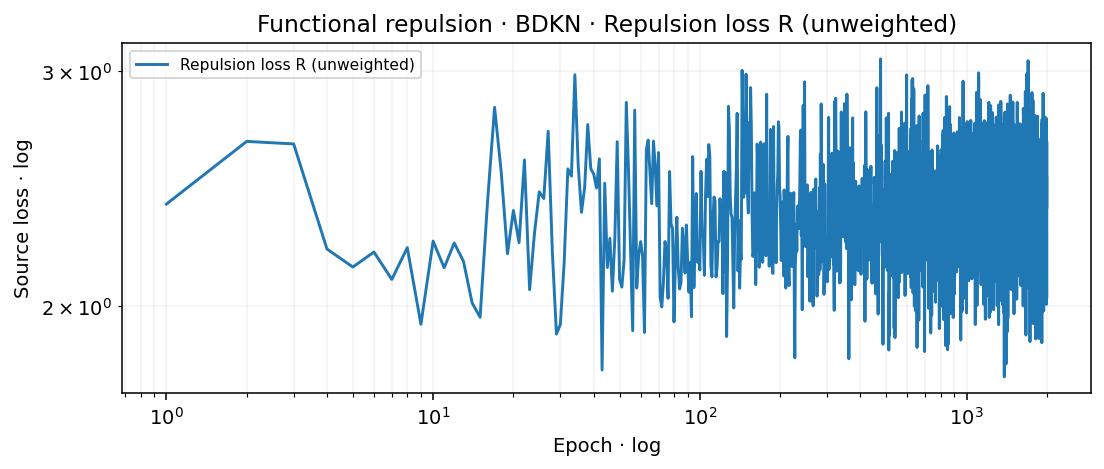 Functional repulsion · BDKN · Repulsion loss R (unweighted)
Repulsion loss R (unweighted)
Source loss · log
3 × 10⁰
2 × 10⁰
10⁰ 10¹ 10² 10³
Epoch · log